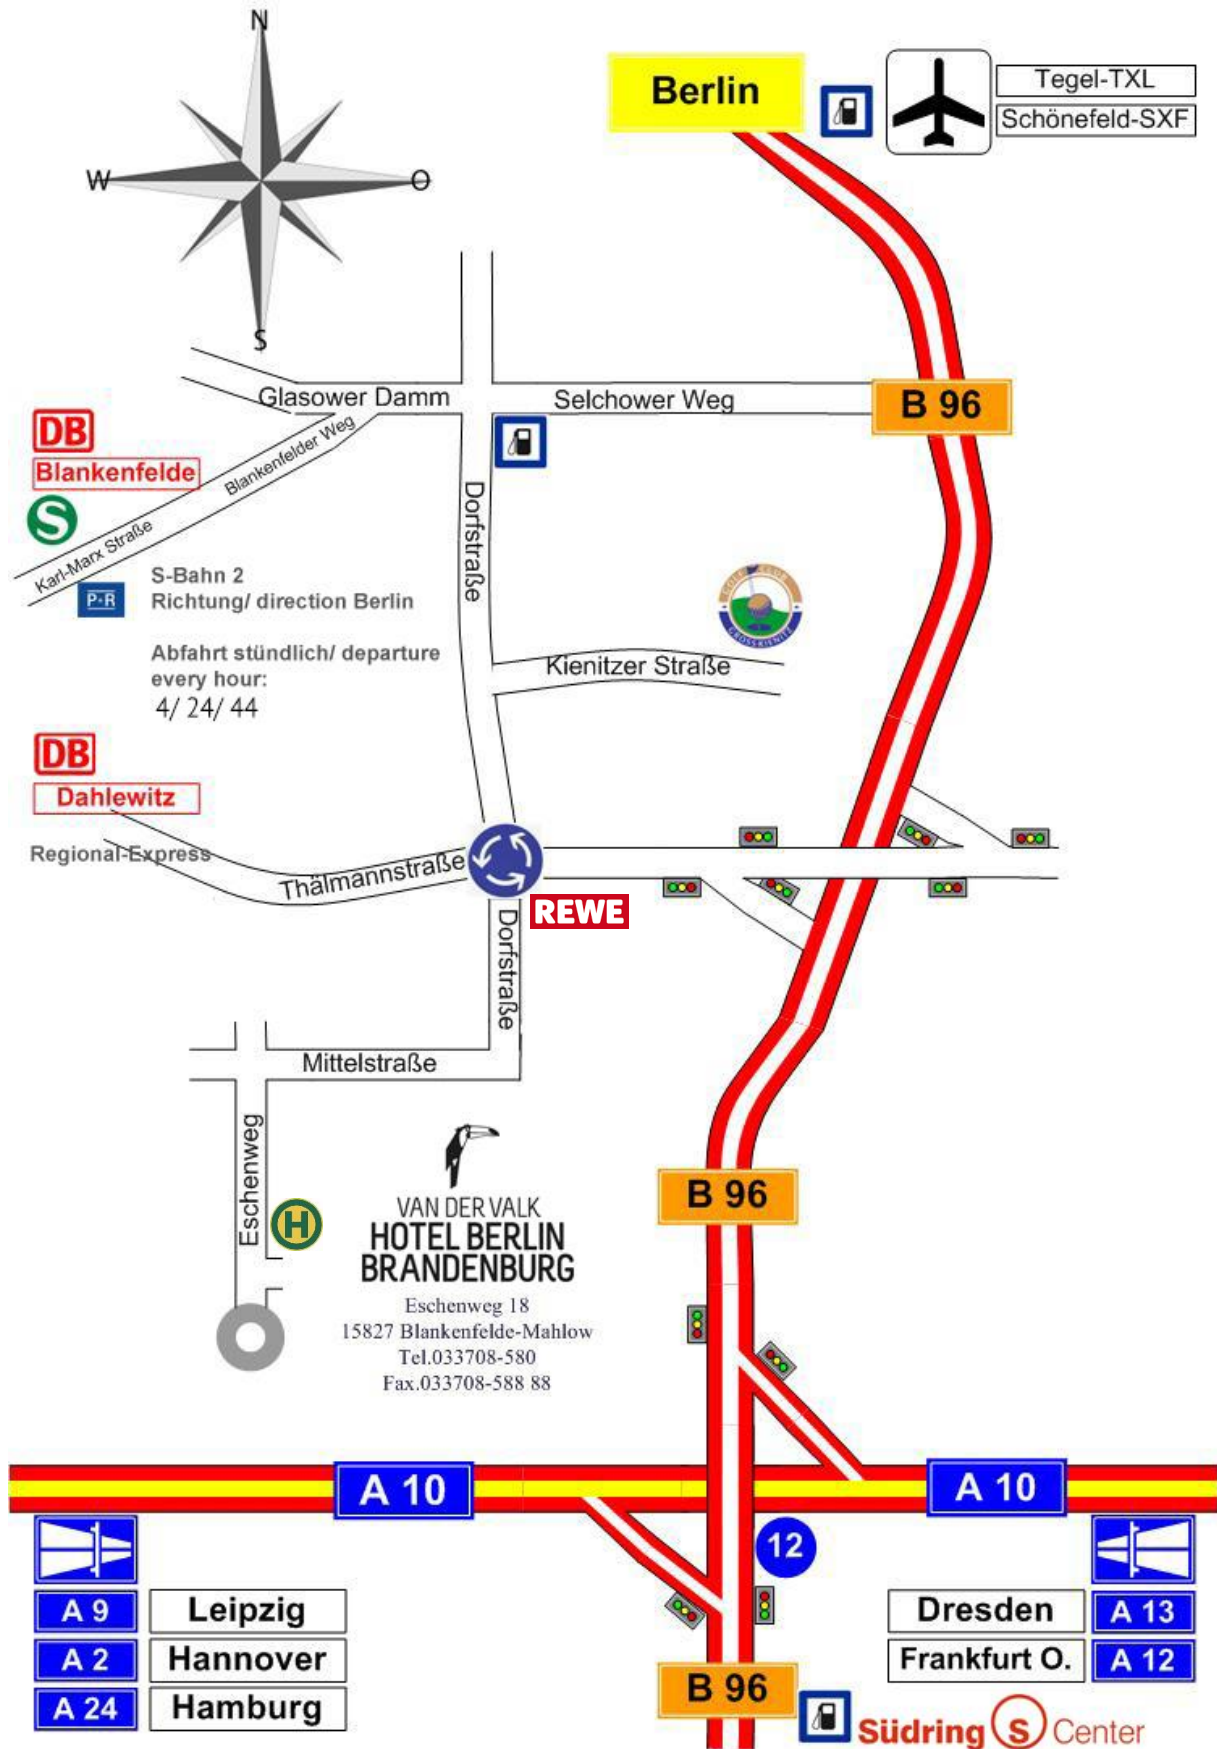 N
W
O
S
Berlin
Tegel-TXL
Schönefeld-SXF
Glasower Damm
Selchower Weg
B 96
DB
Blankenfelde
S
Blankenfelder Weg
Karl-Marx Straße
P+R
S-Bahn 2
Richtung/ direction Berlin
Abfahrt stündlich/ departure
every hour:
4/ 24/ 44
Dorfstraße
GOLF CLUB
GROSS KIENITZ
Kienitzer Straße
DB
Dahlewitz
Regional-Express
Thälmannstraße
REWE
Dorfstraße
Mittelstraße
Eschenweg
H
VAN DER VALK
HOTEL BERLIN
BRANDENBURG
Eschenweg 18
15827 Blankenfelde-Mahlow
Tel.033708-580
Fax.033708-588 88
B 96
A 10
A 10
12
A 9
Leipzig
A 2
Hannover
A 24
Hamburg
Dresden
A 13
Frankfurt O.
A 12
B 96
Südring S Center